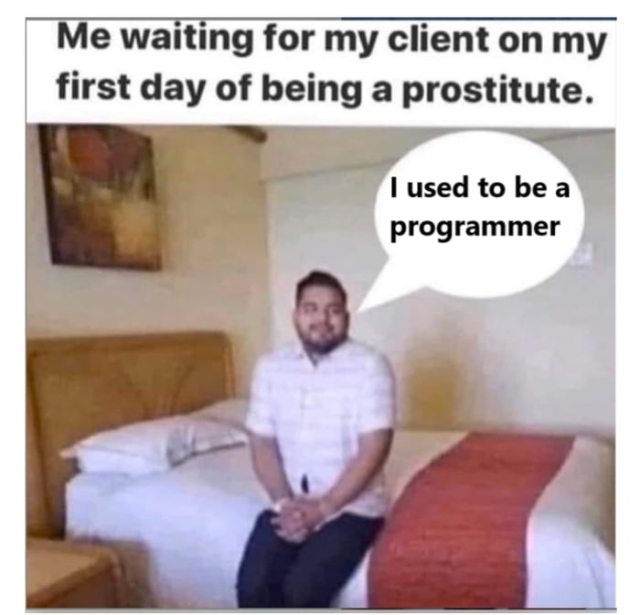 Me waiting for my client on my
first day of being a prostitute.
I used to be a
programmer